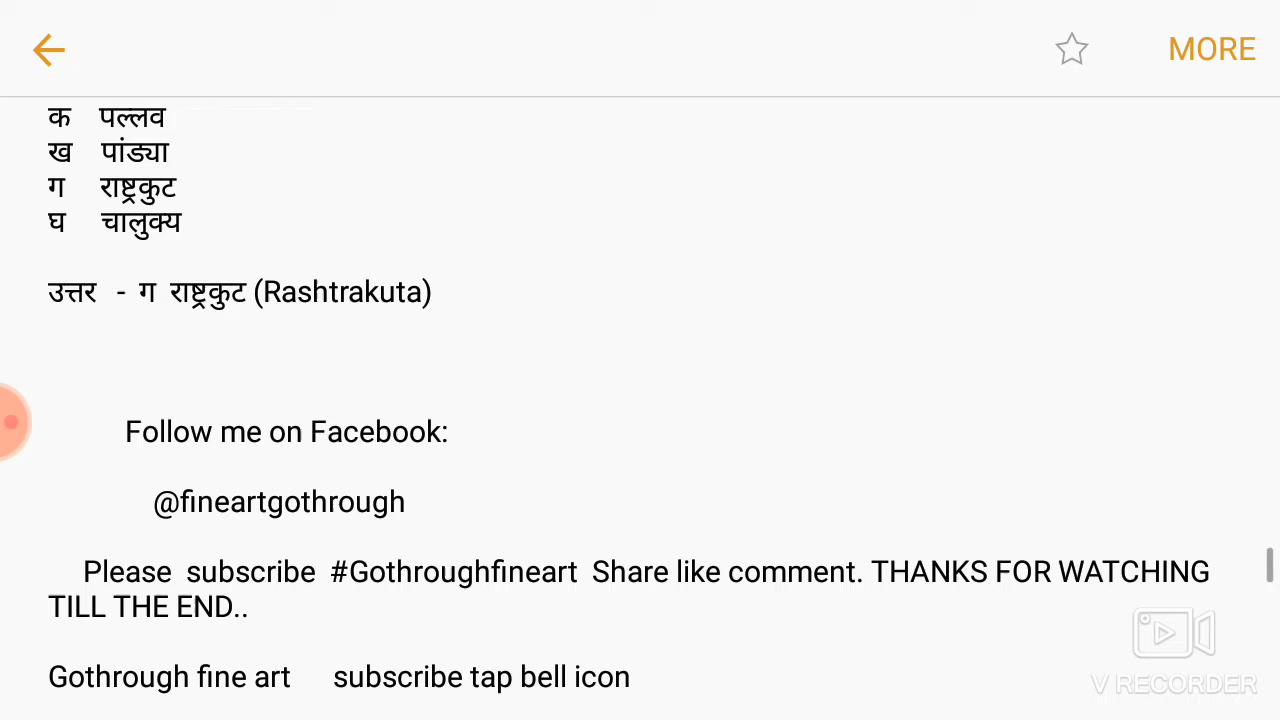 MORE
क पल्लव
ख पांड्या
ग राष्ट्रकुट
घ चालुक्य
उत्तर - ग राष्ट्रकुट (Rashtrakuta)
Follow me on Facebook:
@fineartgothrough
Please subscribe #Gothroughfineart Share like comment. THANKS FOR WATCHING
TILL THE END..
Gothrough fine art subscribe tap bell icon
V RECORDER